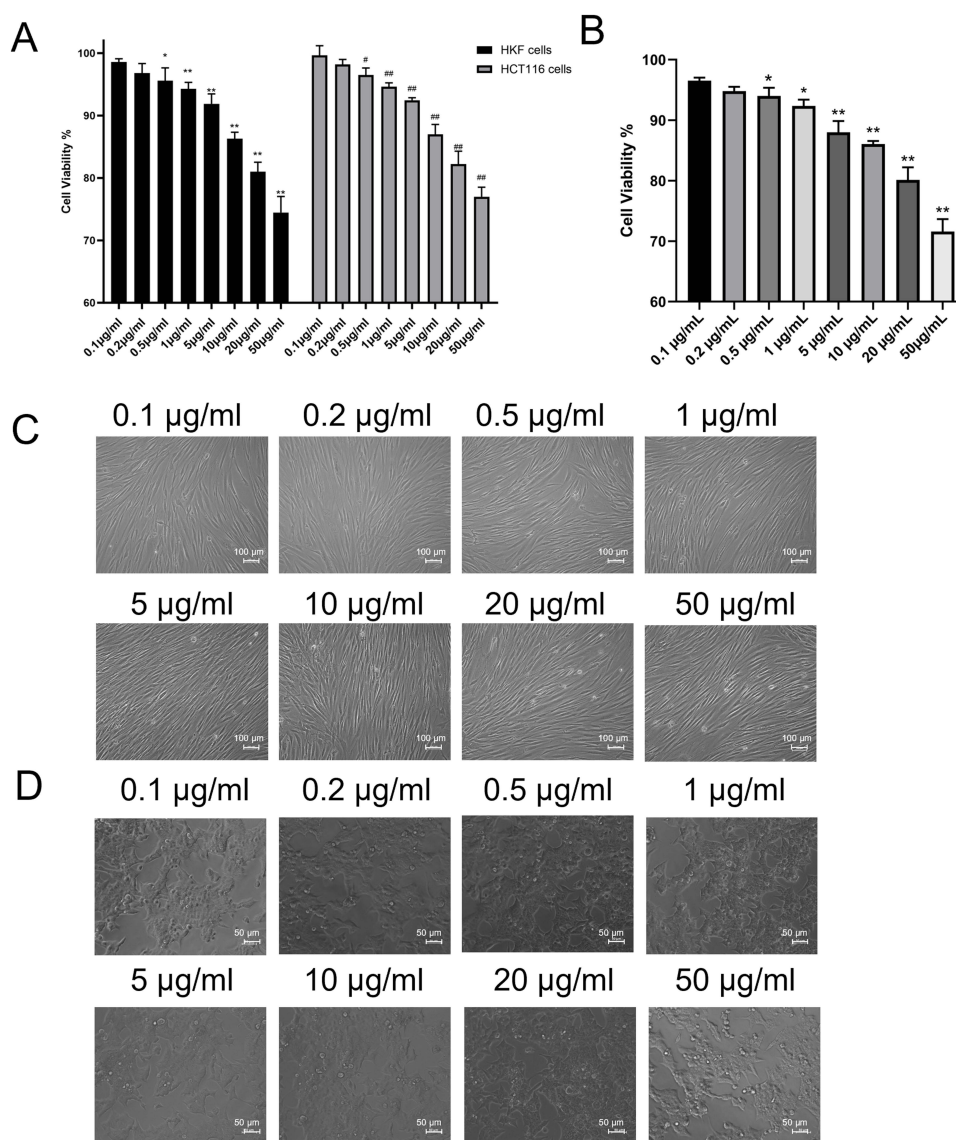 A
100
90
80
70
60
Cell Viability %
*
**
**
**
**
**
#
##
##
##
##
##
HKF cells
HCT116 cells
0.1µg/ml
0.2µg/ml
0.5µg/ml
1µg/ml
5µg/ml
10µg/ml
20µg/ml
50µg/ml
0.1µg/ml
0.2µg/ml
0.5µg/ml
1µg/ml
5µg/ml
10µg/ml
20µg/ml
50µg/ml
B
100
90
80
70
60
Cell Viability %
*
*
**
**
**
**
0.1 µg/mL
0.2 µg/mL
0.5 µg/mL
1 µg/mL
5 µg/mL
10 µg/mL
20 µg/mL
50µg/mL
C
0.1 µg/ml 0.2 µg/ml 0.5 µg/ml 1 µg/ml
100 µm 100 µm 100 µm 100 µm
5 µg/ml 10 µg/ml 20 µg/ml 50 µg/ml
100 µm 100 µm 100 µm 100 µm
D
0.1 µg/ml 0.2 µg/ml 0.5 µg/ml 1 µg/ml
50 µm 50 µm 50 µm 50 µm
5 µg/ml 10 µg/ml 20 µg/ml 50 µg/ml
50 µm 50 µm 50 µm 50 µm